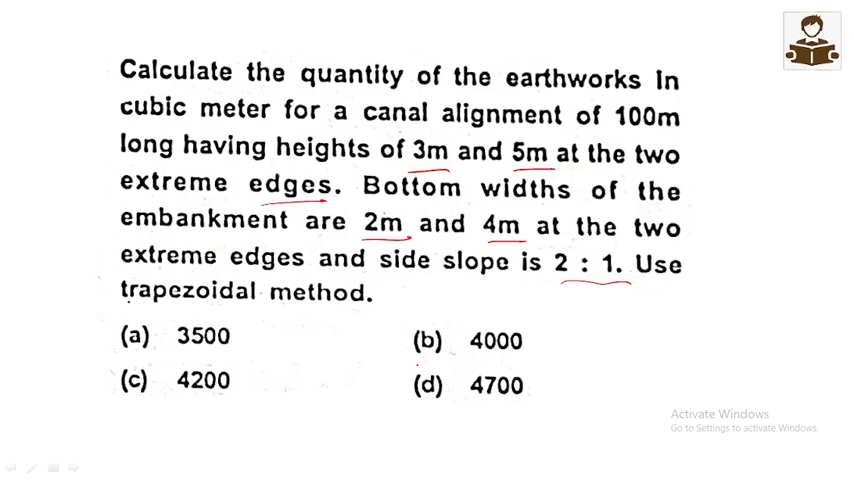 Calculate the quantity of the earthworks in
cubic meter for a canal alignment of 100m
long having heights of 3m and 5m at the two
extreme edges. Bottom widths of the
embankment are 2m and 4m at the two
extreme edges and side slope is 2 : 1. Use
trapezoidal method.
(a) 3500 (b) 4000
(c) 4200 (d) 4700
Activate Windows
Go to Settings to activate Windows.